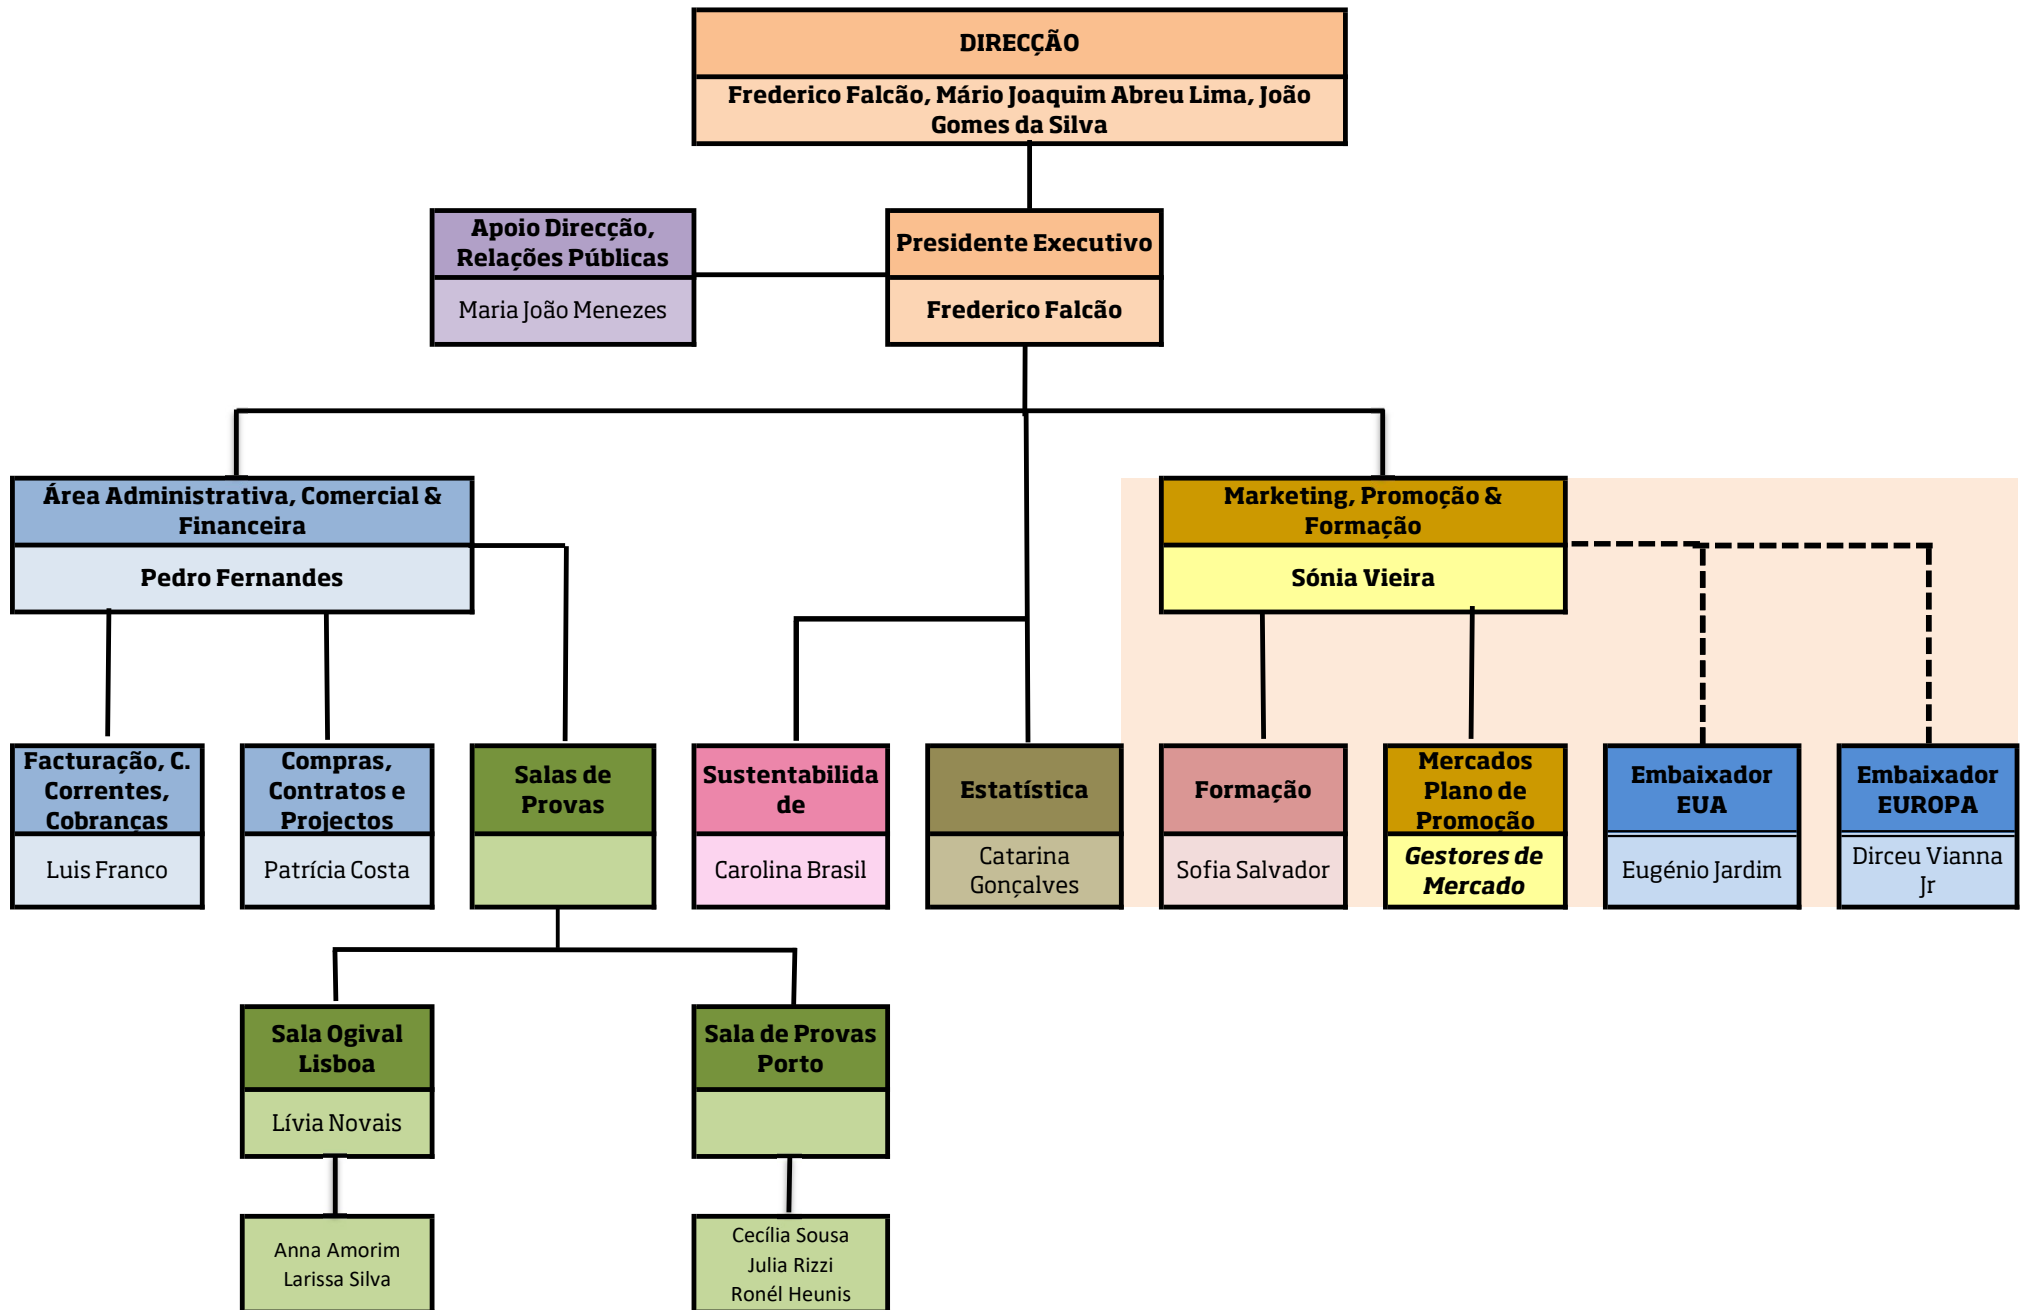 DIRECÇÃO
Frederico Falcão, Mário Joaquim Abreu Lima, João
Gomes da Silva
Apoio Direcção,
Relações Públicas
Maria João Menezes
Presidente Executivo
Frederico Falcão
Área Administrativa, Comercial &
Financeira
Pedro Fernandes
Marketing, Promoção &
Formação
Sónia Vieira
Facturação, C.
Correntes,
Cobranças
Luis Franco
Compras,
Contratos e
Projectos
Patrícia Costa
Salas de
Provas
Sustentabilida
de
Carolina Brasil
Estatística
Catarina
Gonçalves
Formação
Sofia Salvador
Mercados
Plano de
Promoção
Gestores de
Mercado
Embaixador
EUA
Eugénio Jardim
Embaixador
EUROPA
Dirceu Vianna
Jr
Sala Ogival
Lisboa
Lívia Novais
Sala de Provas
Porto
Anna Amorim
Larissa Silva
Cecília Sousa
Julia Rizzi
Ronél Heunis